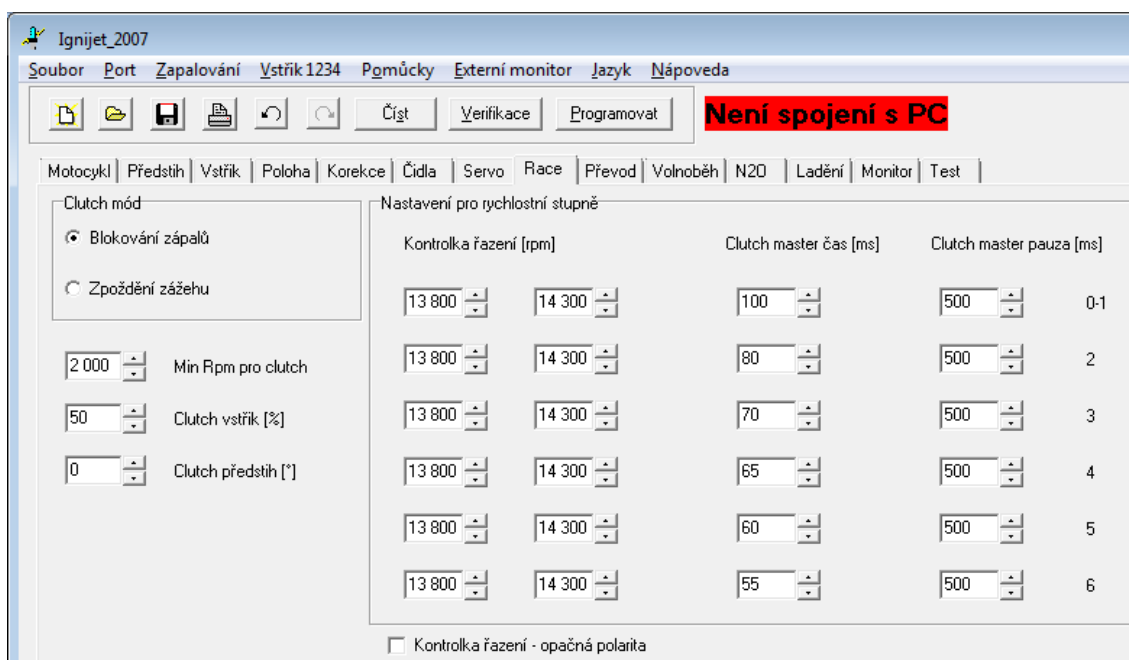 Ignijet_2007
Soubor Port Zapalování Vstřik 1234 Pomůcky Externí monitor Jazyk Nápoveda
Číst Verifikace Programovat Není spojení s PC
Motocykl Předstih Vstřik Poloha Korekce Čidla Servo Race Převod Volnoběh N20 Ladění Monitor Test
Clutch mód
Blokování zápalů
Zpoždění zážehu
2 000 Min Rpm pro clutch
50 Clutch vstřik [%]
0 Clutch předstih [°]
Nastavení pro rychlostní stupně
Kontrolka řazení [rpm] Clutch master čas [ms] Clutch master pauza [ms]
13 800 14 300 100 500 0-1
13 800 14 300 80 500 2
13 800 14 300 70 500 3
13 800 14 300 65 500 4
13 800 14 300 60 500 5
13 800 14 300 55 500 6
Kontrolka řazení - opačná polarita